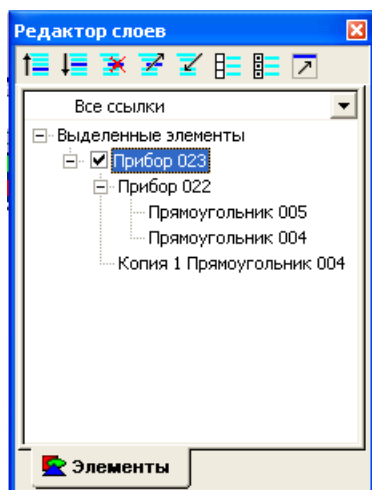 Редактор слоев
Все ссылки
Выделенные элементы
Прибор 023
Прибор 022
Прямоугольник 005
Прямоугольник 004
Копия 1 Прямоугольник 004
Элементы